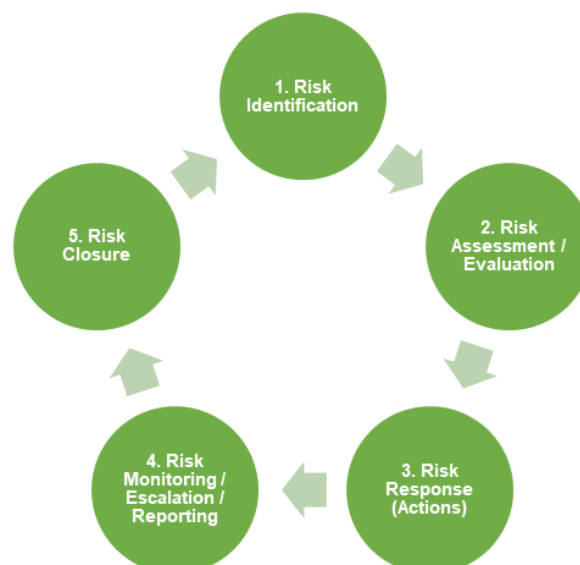 1. Risk
Identification
2. Risk
Assessment /
Evaluation
3. Risk
Response
(Actions)
4. Risk
Monitoring /
Escalation /
Reporting
5. Risk
Closure